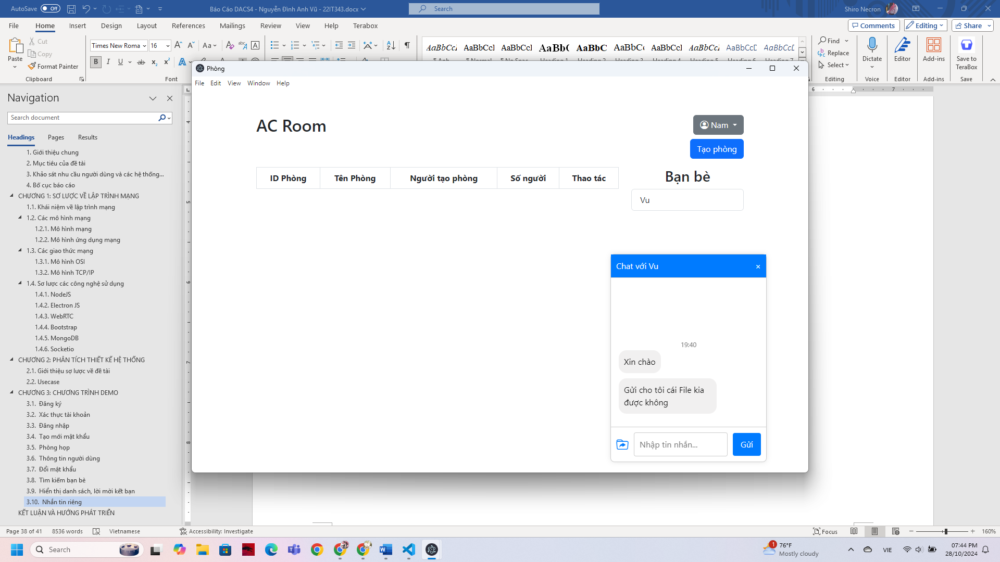 AutoSave Off
Báo Cáo DACS4 - Nguyễn Đình Anh Vũ - 22IT343.docx
Search
Shiro Necron
File Home Insert Design Layout References Mailings Review View Help Terabox
Comments Editing Share
Paste
Cut
Copy
Format Painter
Clipboard
Times New Roma 16
Font
AaBbCcI AaBbCcI AaBbCcI AaBb( AaBbC AaBbCc AaBbCcI AaBbCcI AaBbCcD AaBbCcD
Find
Replace
Select
Editing
Dictate
Voice
Editor
Editor
Add-ins
Add-ins
Save to
TeraBox
Save
Navigation
Search document
Headings Pages Results
1. Giới thiệu chung
2. Mục tiêu của đề tài
3. Khảo sát nhu cầu người dùng và các hệ thống...
4. Bố cục báo cáo
CHƯƠNG 1: SƠ LƯỢC VỀ LẬP TRÌNH MẠNG
1.1. Khái niệm về lập trình mạng
1.2. Các mô hình mạng
1.2.1. Mô hình mạng
1.2.2. Mô hình ứng dụng mạng
1.3. Các giao thức mạng
1.3.1. Mô hình OSI
1.3.2. Mô hình TCP/IP
1.4. Sơ lược các công nghệ sử dụng
1.4.1. NodeJS
1.4.2. Electron JS
1.4.3. WebRTC
1.4.4. Bootstrap
1.4.5. MongoDB
1.4.6. Socketio
CHƯƠNG 2: PHÂN TÍCH THIẾT KẾ HỆ THỐNG
2.1. Giới thiệu sợ lược về đề tài
2.2. Usecase
CHƯƠNG 3: CHƯƠNG TRÌNH DEMO
3.1. Đăng ký
3.2. Xác thực tài khoản
3.3. Đăng nhập
3.4. Tạo mới mật khẩu
3.5. Phòng họp
3.6. Thông tin người dùng
3.7. Đổi mật khẩu
3.8. Tìm kiếm bạn bè
3.9. Hiển thị danh sách, lời mời kết bạn
3.10. Nhắn tin riêng
KẾT LUẬN VÀ HƯỚNG PHÁT TRIỂN
Phòng
File Edit View Window Help
AC Room
Nam
Tạo phòng
ID Phòng Tên Phòng Người tạo phòng Số người Thao tác
Bạn bè
Vu
Chat với Vu ×
19:40
Xin chào
Gửi cho tôi cái File kia
được không
Nhập tin nhắn...
Gửi
Page 38 of 41 8536 words Vietnamese Accessibility: Investigate
Focus 160%
Search
1
76°F
Mostly cloudy
VIE
07:44 PM
28/10/2024